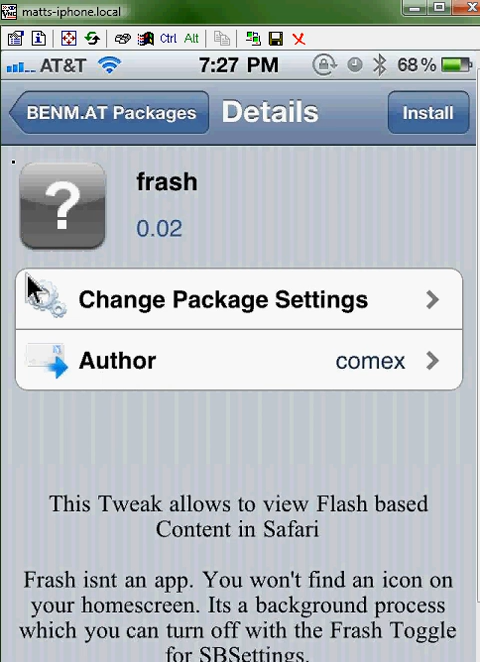 matts-iphone.local
Ctrl Alt
AT&T 7:27 PM 68%
BENM.AT Packages Details Install
?
frash
0.02
Change Package Settings
Author comex
This Tweak allows to view Flash based
Content in Safari
Frash isnt an app. You won't find an icon on
your homescreen. Its a background process
which you can turn off with the Frash Toggle
for SBSettings.